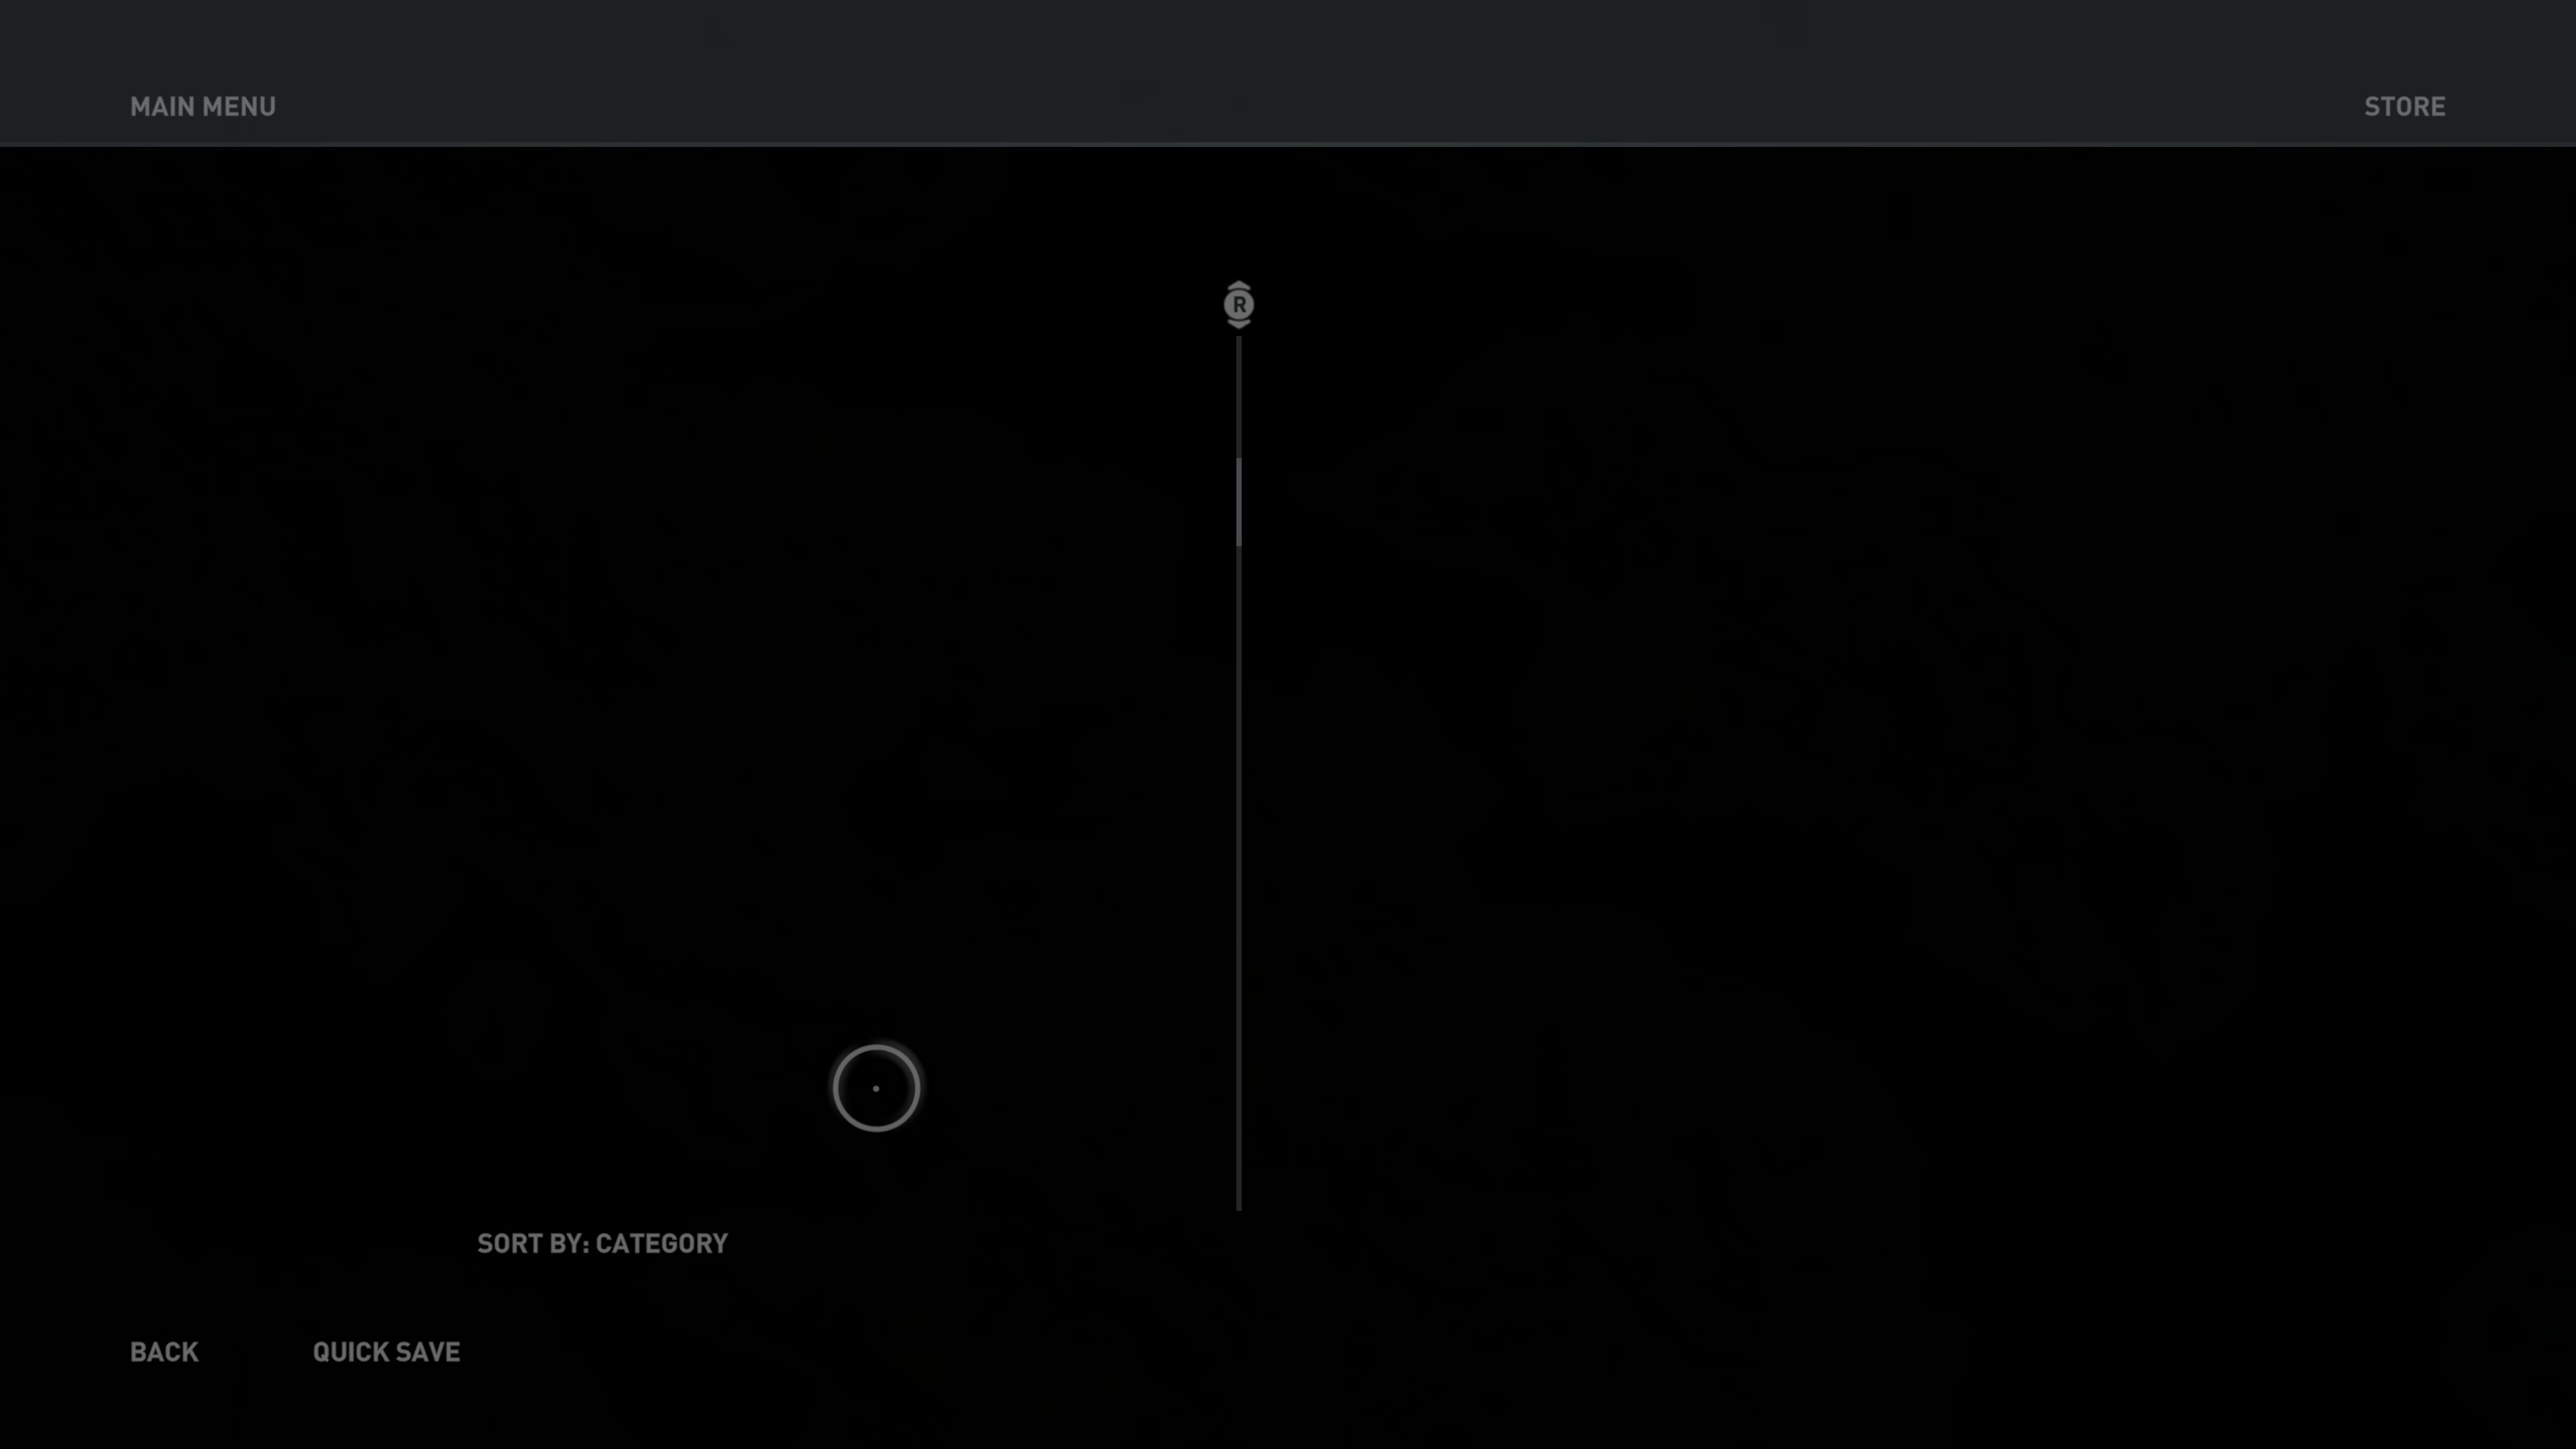 MAIN MENU
STORE
R
SORT BY: CATEGORY
BACK
QUICK SAVE